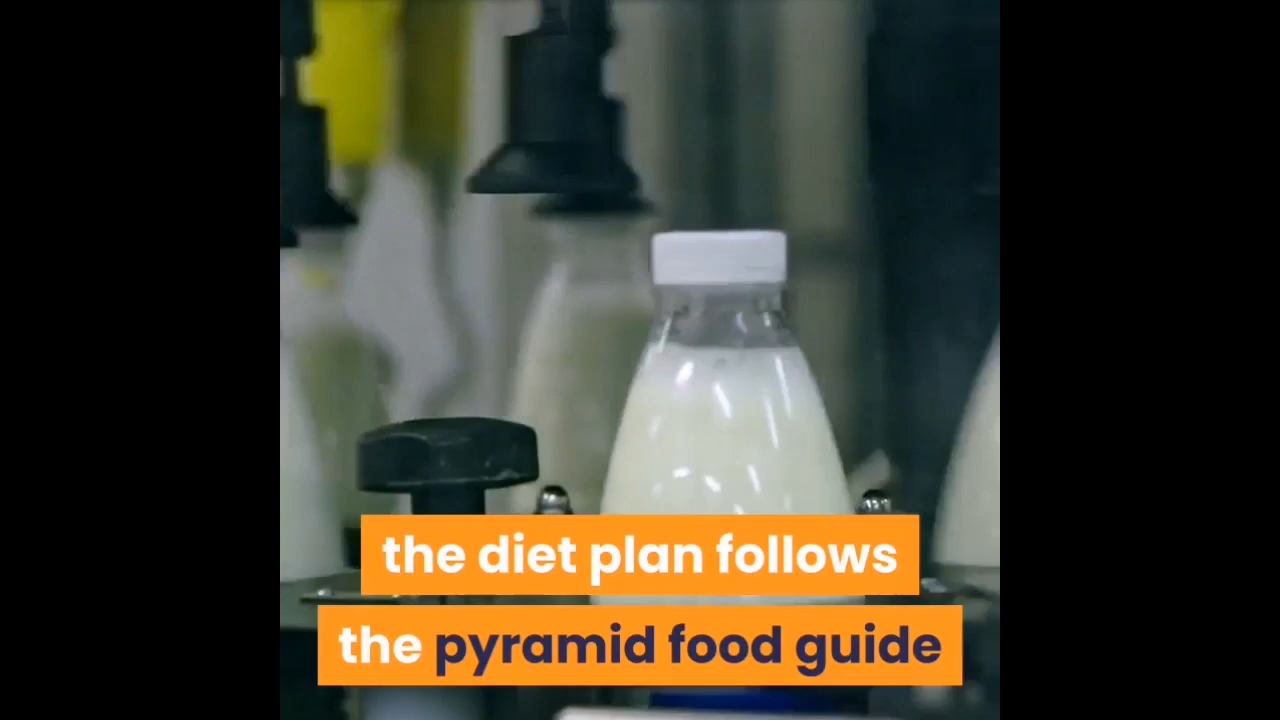 the diet plan follows
the pyramid food guide